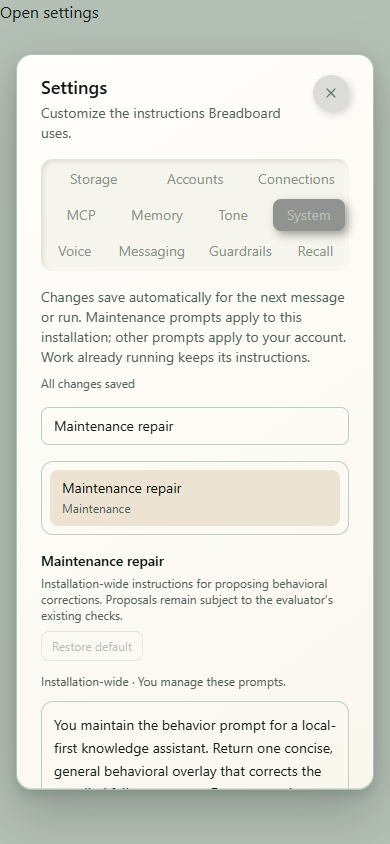 Open settings
Settings
Customize the instructions Breadboard
uses.
Storage Accounts Connections
MCP Memory Tone System
Voice Messaging Guardrails Recall
Changes save automatically for the next message
or run. Maintenance prompts apply to this
installation; other prompts apply to your account.
Work already running keeps its instructions.
All changes saved
Maintenance repair
Maintenance repair
Maintenance
Maintenance repair
Installation-wide instructions for proposing behavioral
corrections. Proposals remain subject to the evaluator's
existing checks.
Restore default
Installation-wide · You manage these prompts.
You maintain the behavior prompt for a local-
first knowledge assistant. Return one concise,
general behavioral overlay that corrects the